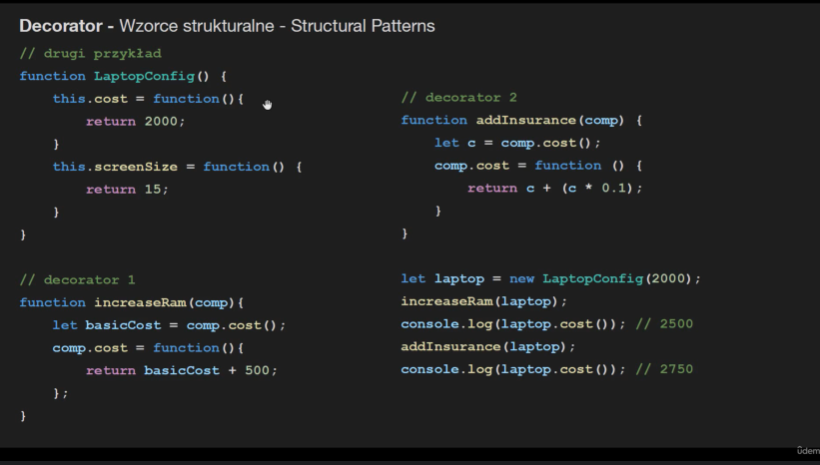 Decorator - Wzorce strukturalne - Structural Patterns
// drugi przykład
function LaptopConfig() {
    this.cost = function(){
        return 2000;
    }
    this.screenSize = function() {
        return 15;
    }
}
// decorator 1
function increaseRam(comp){
    let basicCost = comp.cost();
    comp.cost = function(){
        return basicCost + 500;
    };
}
// decorator 2
function addInsurance(comp) {
    let c = comp.cost();
    comp.cost = function () {
        return c + (c * 0.1);
    }
}
let laptop = new LaptopConfig(2000);
increaseRam(laptop);
console.log(laptop.cost()); // 2500
addInsurance(laptop);
console.log(laptop.cost()); // 2750